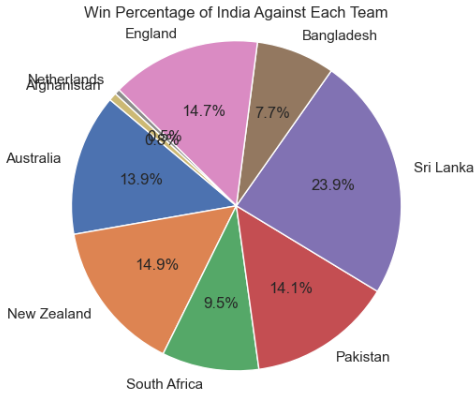 Win Percentage of India Against Each Team
England
Bangladesh
Netherlands
Afghanistan
14.7%
7.7%
0.5%
0.8%
Australia
13.9%
23.9%
Sri Lanka
14.9%
14.1%
9.5%
New Zealand
Pakistan
South Africa